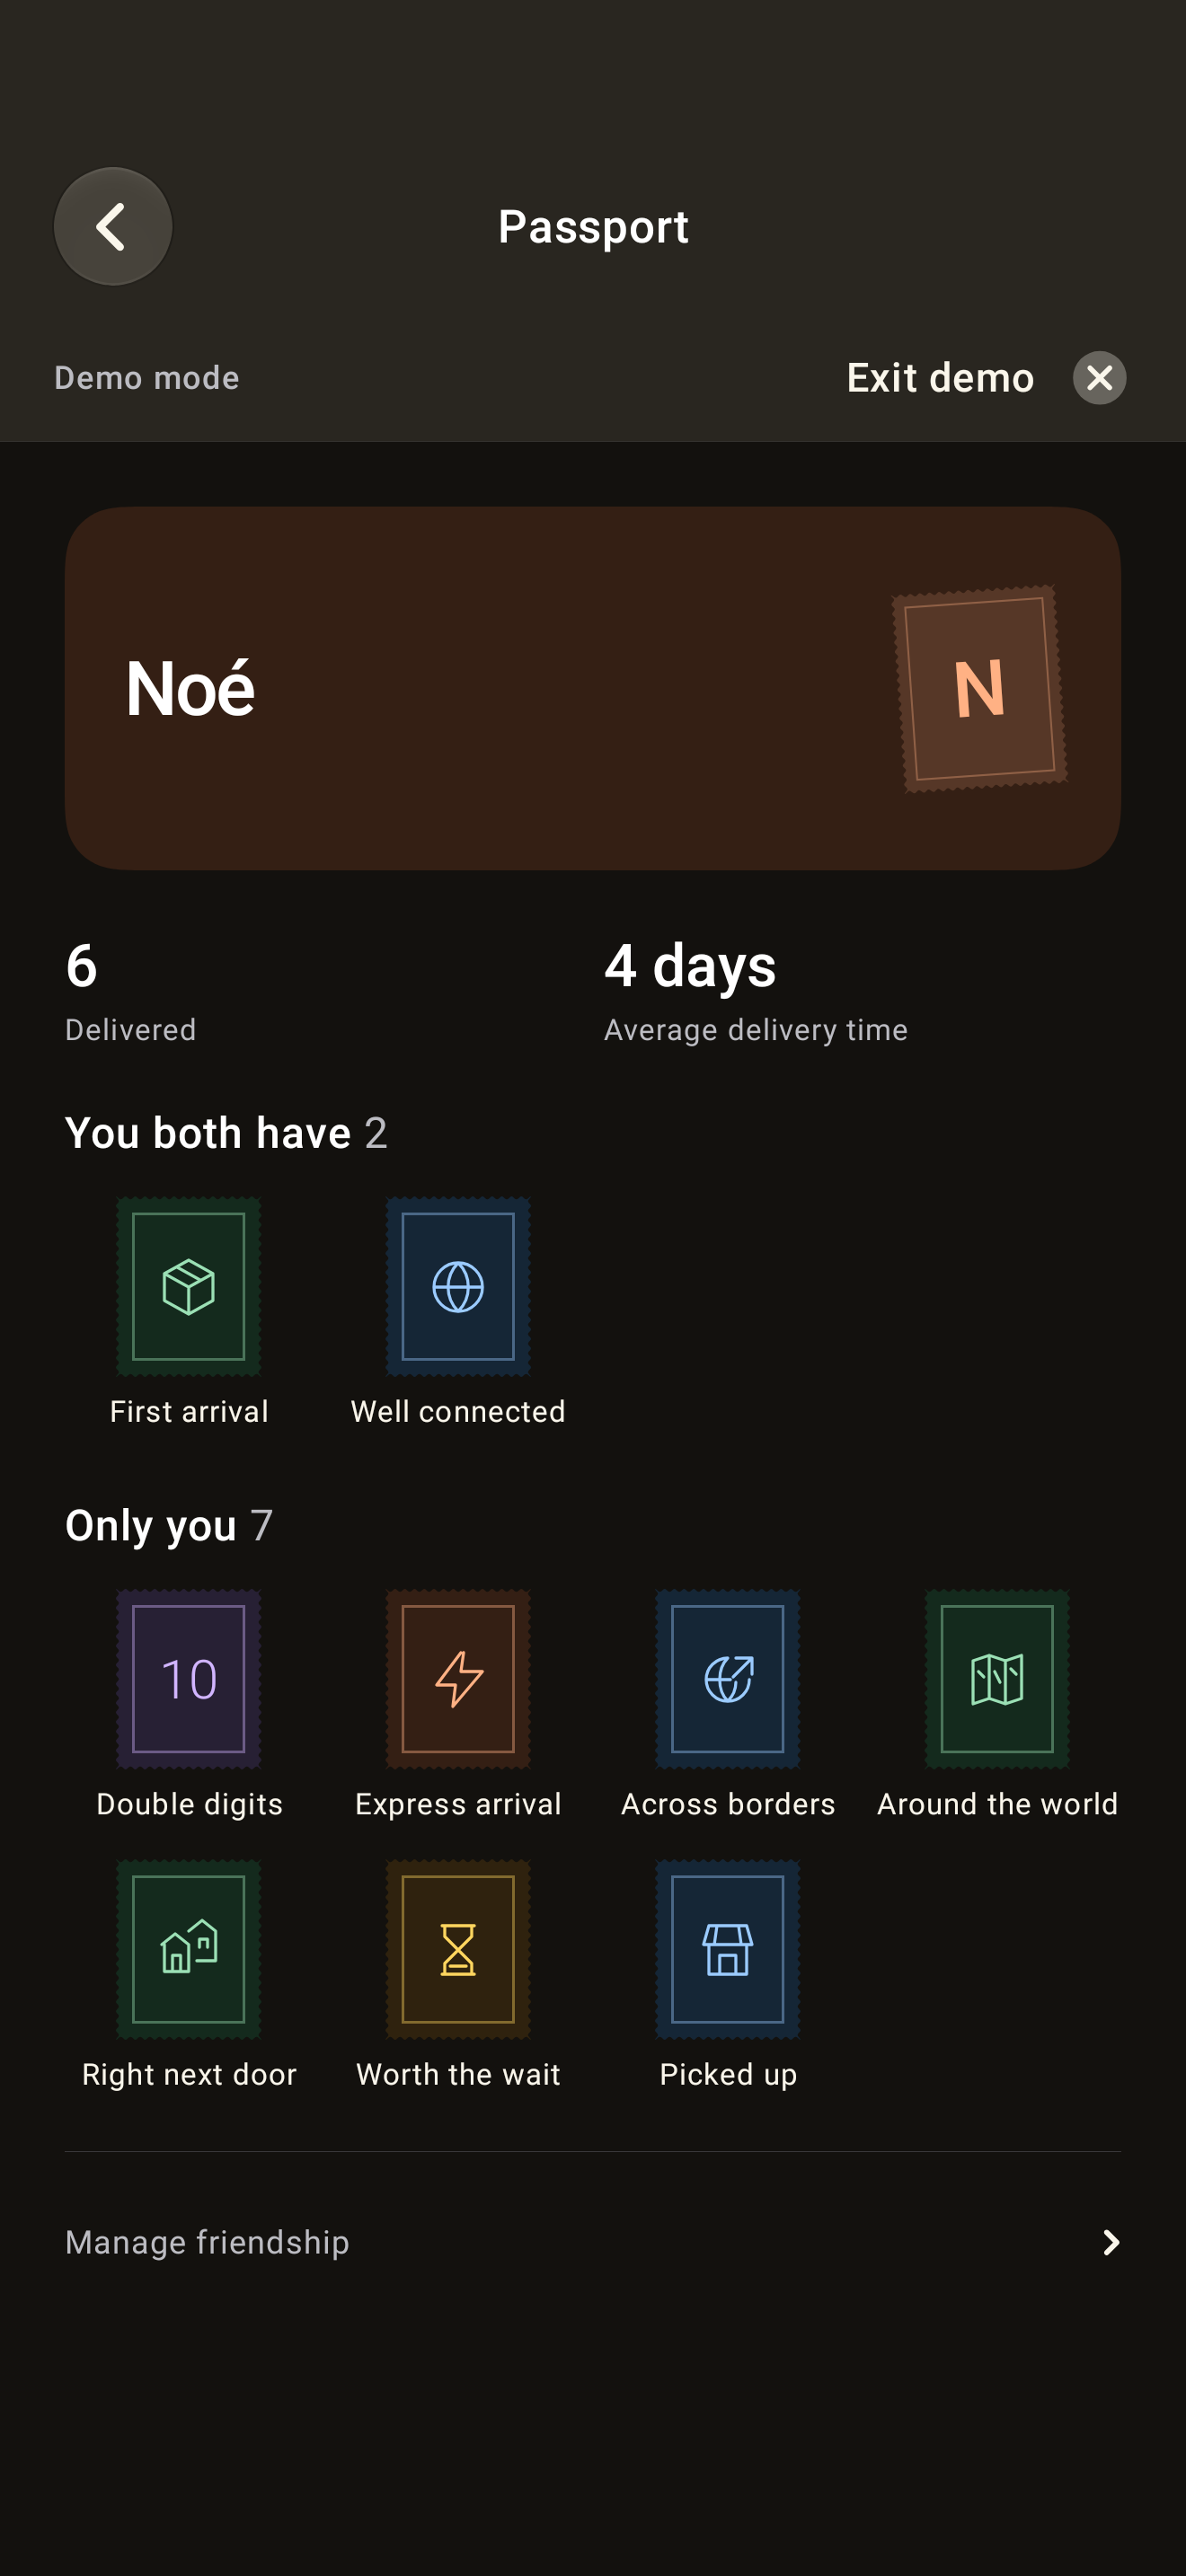 Passport
Demo mode
Exit demo
Noé
N
6
4 days
Delivered
Average delivery time
You both have 2
First arrival
Well connected
Only you 7
10
Double digits
Express arrival
Across borders
Around the world
Right next door
Worth the wait
Picked up
Manage friendship